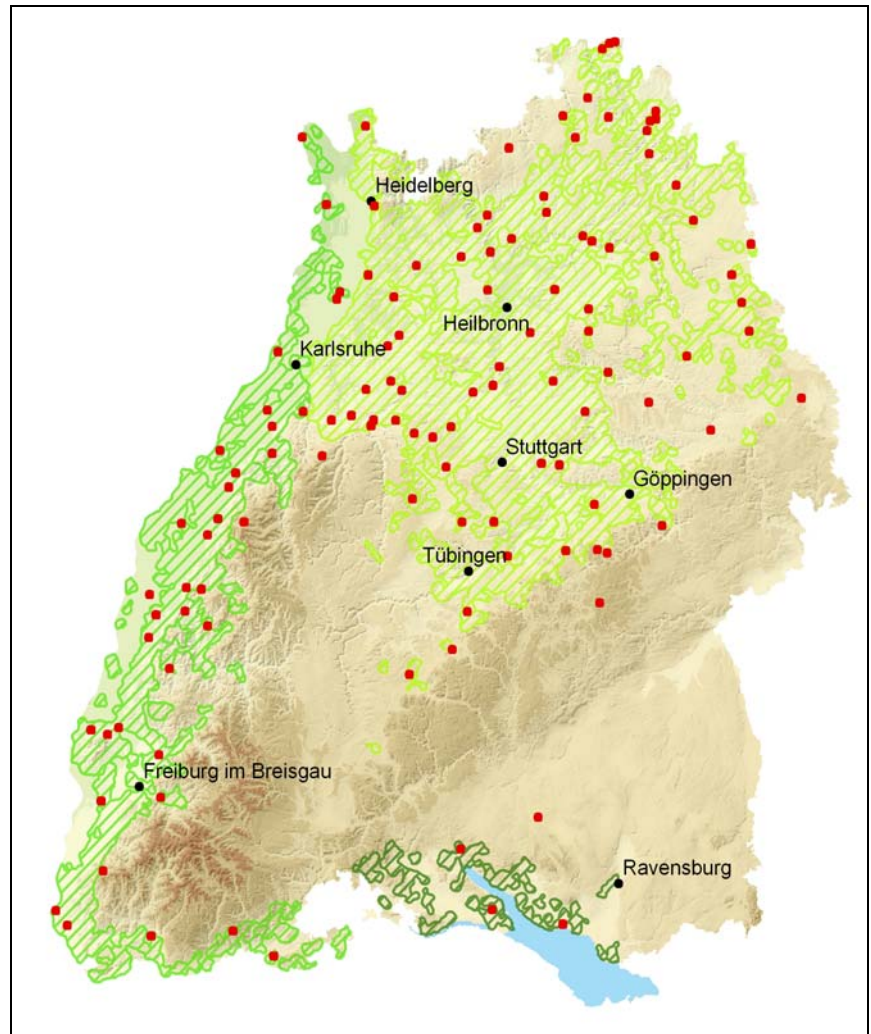 Heidelberg
Heilbronn
Karlsruhe
Stuttgart
Göppingen
Tübingen
Freiburg im Breisgau
Ravensburg